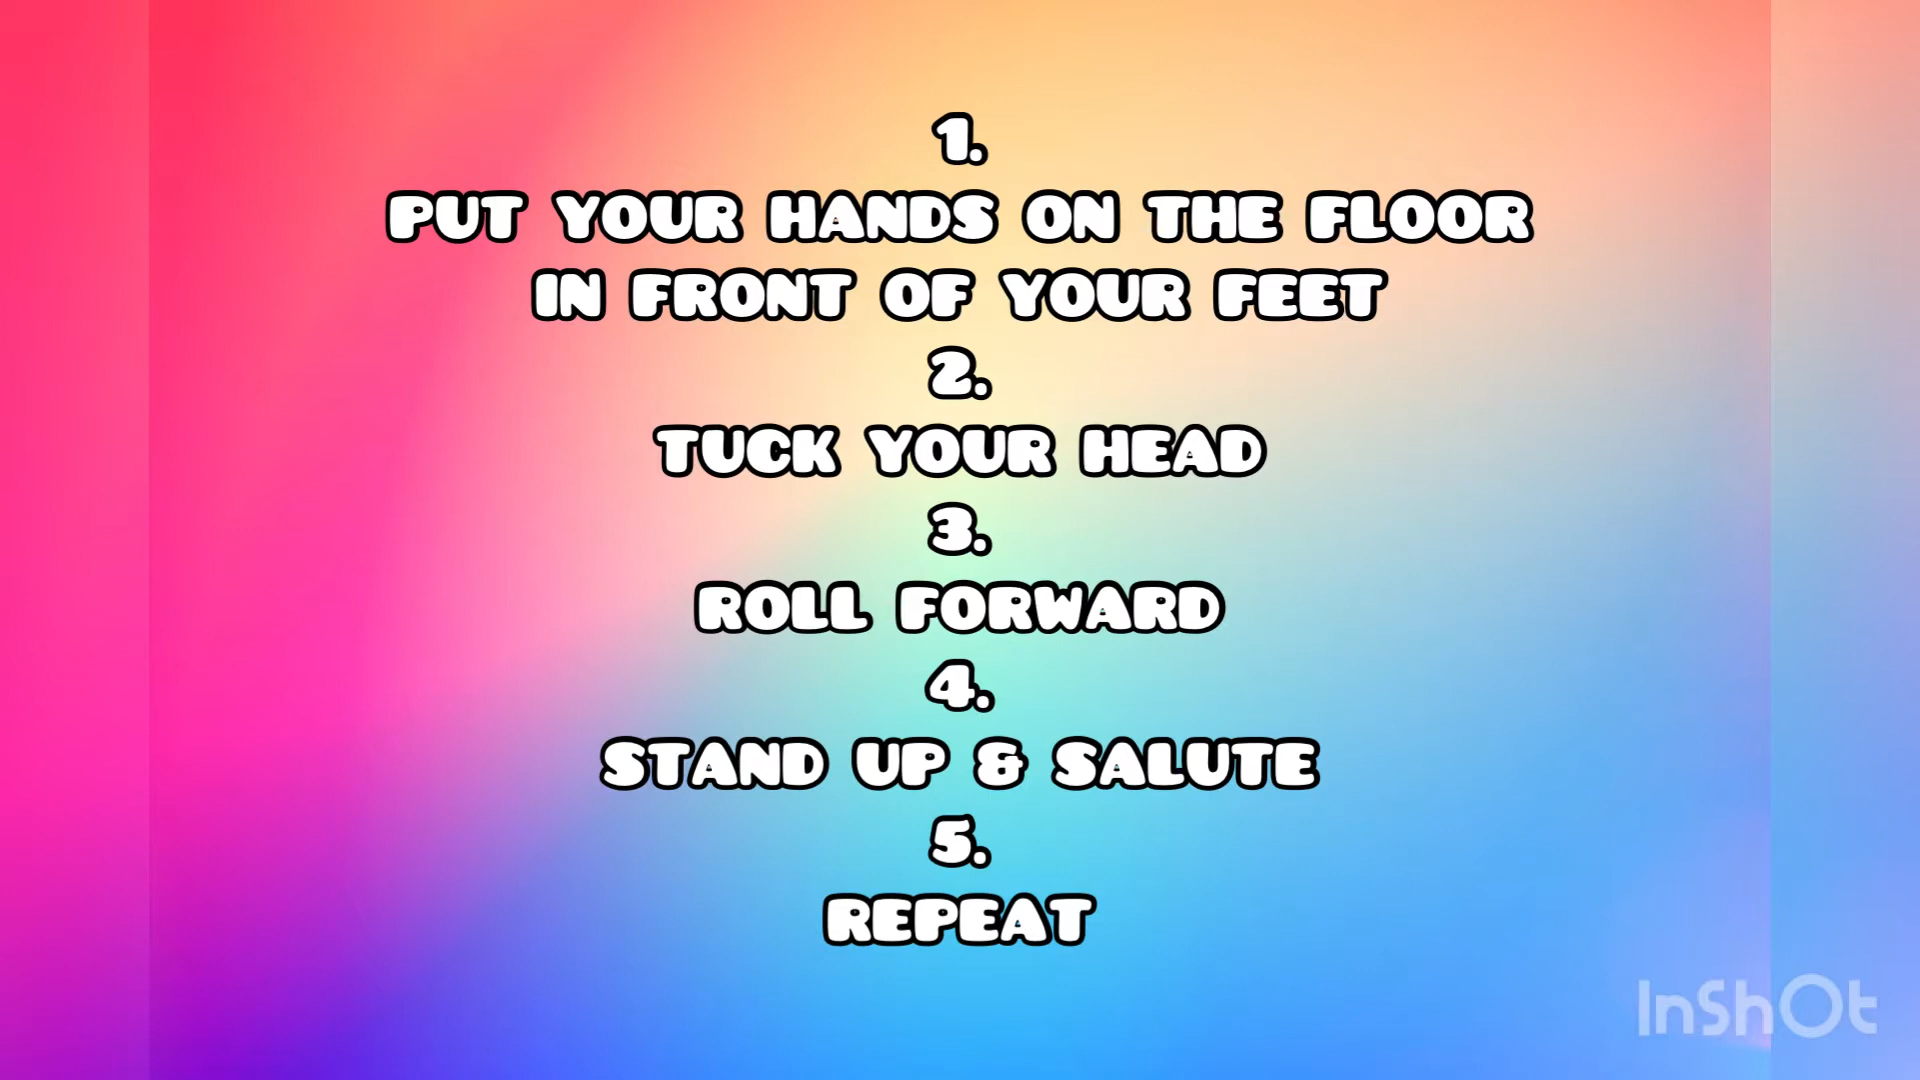 1.
PUT YOUR HANDS ON THE FLOOR
IN FRONT OF YOUR FEET
2.
TUCK YOUR HEAD
3.
ROLL FORWARD
4.
STAND UP & SALUTE
5.
REPEAT
InShOt